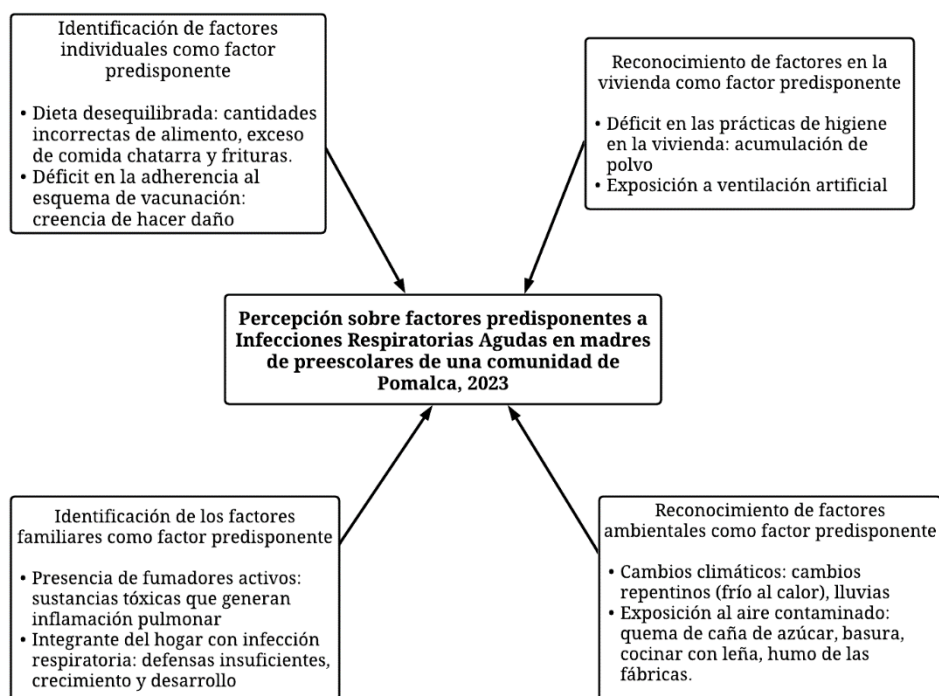 Identificación de factores
individuales como factor
predisponente
• Dieta desequilibrada: cantidades
incorrectas de alimento, exceso
de comida chatarra y frituras.
• Déficit en la adherencia al
esquema de vacunación:
creencia de hacer daño
Reconocimiento de factores en la
vivienda como factor predisponente
• Déficit en las prácticas de higiene
en la vivienda: acumulación de
polvo
• Exposición a ventilación artificial
Percepción sobre factores predisponentes a
Infecciones Respiratorias Agudas en madres
de preescolares de una comunidad de
Pomalca, 2023
Identificación de los factores
familiares como factor predisponente
• Presencia de fumadores activos:
sustancias tóxicas que generan
inflamación pulmonar
• Integrante del hogar con infección
respiratoria: defensas insuficientes,
crecimiento y desarrollo
Reconocimiento de factores
ambientales como factor predisponente
• Cambios climáticos: cambios
repentinos (frío al calor), lluvias
• Exposición al aire contaminado:
quema de caña de azúcar, basura,
cocinar con leña, humo de las
fábricas.